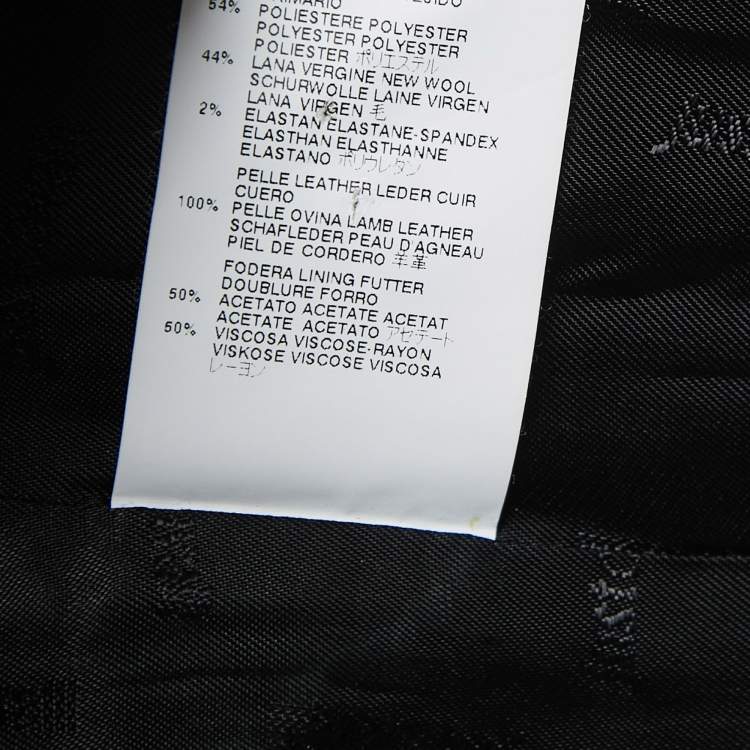 54% POLIESTERE POLYESTER
POLYESTER POLYESTER
POLIESTER ポリエステル
44% LANA VERGINE NEW WOOL
SCHURWOLLE LAINE VIRGEN
LANA VIRGEN 毛
2% ELASTAN ELASTANE-SPANDEX
ELASTHAN ELASTHANNE
ELASTANO ポリウレタン
PELLE LEATHER LEDER CUIR
CUERO
100% PELLE OVINA LAMB LEATHER
SCHAFLEDER PEAU D'AGNEAU
PIEL DE CORDERO 羊革
FODERA LINING FUTTER
DOUBLURE FORRO
50% ACETATO ACETATE ACETAT
ACETATE ACETATO アセテート
50% VISCOSA VISCOSE-RAYON
VISKOSE VISCOSE VISCOSA
レーヨン